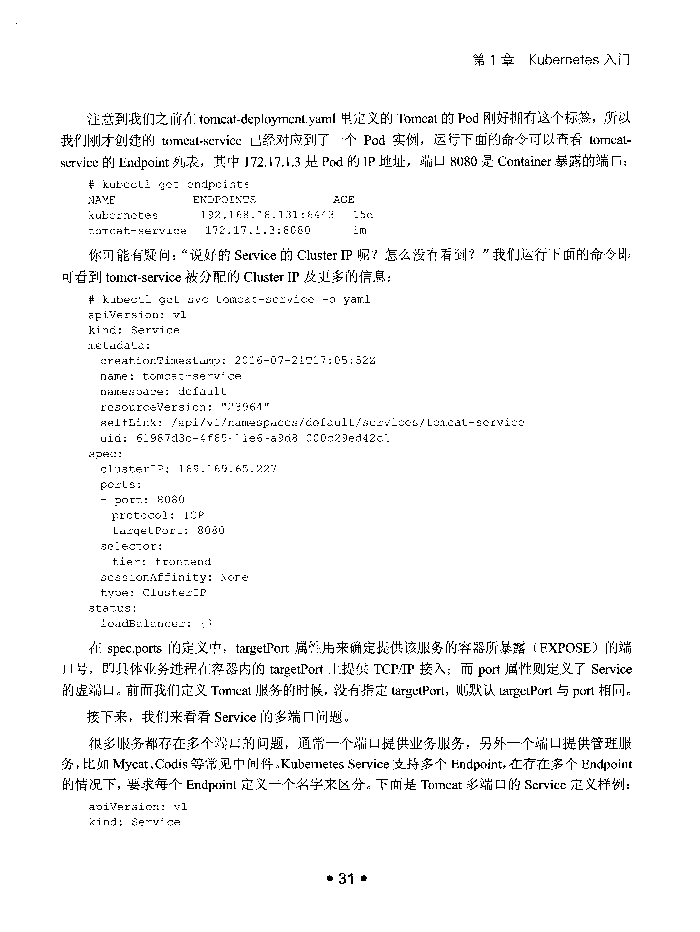 第 1 章 Kubernetes 入门
注意到我们之前在 tomcat-deployment.yaml 里定义的 Tomcat 的 Pod 刚好拥有这个标签，所以
我们刚才创建的 tomcat-service 已经对应到了一个 Pod 实例，运行下面的命令可以查看 tomcat-
service 的 Endpoint 列表，其中 172.17.1.3 是 Pod 的 IP 地址，端口 8080 是 Container 暴露的端口：
# kubectl get endpoints
NAME ENDPOINTS AGE
kubernetes 192.168.18.131:6443 15d
tomcat-service 172.17.1.3:8080 1m
你可能有疑问：“说好的 Service 的 Cluster IP 呢？怎么没有看到？”我们运行下面的命令即
可看到 tomct-service 被分配的 Cluster IP 及更多的信息：
# kubectl get svc tomcat-service -o yaml
apiVersion: v1
kind: Service
metadata:
creationTimestamp: 2016-07-21T17:05:52Z
name: tomcat-service
namespace: default
resourceVersion: "23964"
selfLink: /api/v1/namespaces/default/services/tomcat-service
uid: 61987d3c-4f65-11e6-a9d8-000c29ed42c1
spec:
clusterIP: 169.169.65.227
ports:
- port: 8080
protocol: TCP
targetPort: 8080
selector:
tier: frontend
sessionAffinity: None
type: ClusterIP
status:
loadBalancer: {}
在 spec.ports 的定义中，targetPort 属性用来确定提供该服务的容器所暴露（EXPOSE）的端
口号，即具体业务进程在容器内的 targetPort 上提供 TCP/IP 接入；而 port 属性则定义了 Service
的虚端口。前面我们定义 Tomcat 服务的时候，没有指定 targetPort，则默认 targetPort 与 port 相同。
接下来，我们来看看 Service 的多端口问题。
很多服务都存在多个端口的问题，通常一个端口提供业务服务，另外一个端口提供管理服
务，比如 Mycat、Codis 等常见中间件。Kubernetes Service 支持多个 Endpoint，在存在多个 Endpoint
的情况下，要求每个 Endpoint 定义一个名字来区分。下面是 Tomcat 多端口的 Service 定义样例：
apiVersion: v1
kind: Service
• 31 •